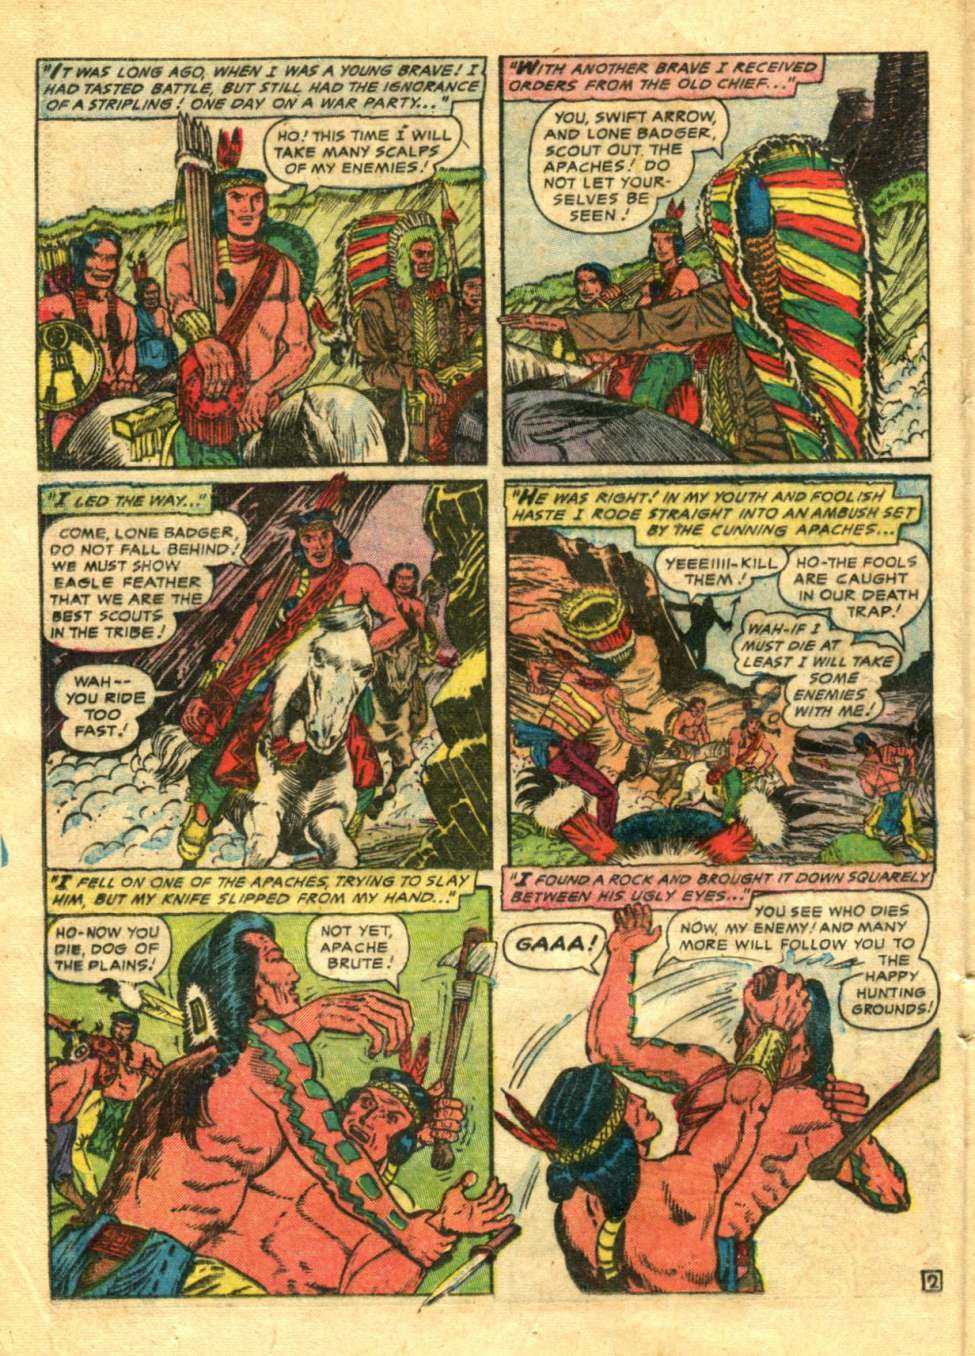 "IT WAS LONG AGO, WHEN I WAS A YOUNG BRAVE! I
HAD TASTED BATTLE, BUT STILL HAD THE IGNORANCE
OF A STRIPLING! ONE DAY ON A WAR PARTY..."
HO! THIS TIME I WILL
TAKE MANY SCALPS
OF MY ENEMIES!
"WITH ANOTHER BRAVE I RECEIVED
ORDERS FROM THE OLD CHIEF..."
YOU, SWIFT ARROW,
AND LONE BADGER,
SCOUT OUT THE
APACHES! DO
NOT LET YOUR-
SELVES BE
SEEN!
"I LED THE WAY..."
COME, LONE BADGER,
DO NOT FALL BEHIND!
WE MUST SHOW
EAGLE FEATHER
THAT WE ARE THE
BEST SCOUTS
IN THE TRIBE!
WAH--
YOU RIDE
TOO
FAST!
"HE WAS RIGHT! IN MY YOUTH AND FOOLISH
HASTE I RODE STRAIGHT INTO AN AMBUSH SET
BY THE CUNNING APACHES...
YEEEIIII-KILL
THEM!
HO-THE FOOLS
ARE CAUGHT
IN OUR DEATH
TRAP!
WAH-IF I
MUST DIE AT
LEAST I WILL TAKE
SOME
ENEMIES
WITH ME!
"I FELL ON ONE OF THE APACHES, TRYING TO SLAY
HIM, BUT MY KNIFE SLIPPED FROM MY HAND..."
HO-NOW YOU
DIE, DOG OF
THE PLAINS!
NOT YET,
APACHE
BRUTE!
"I FOUND A ROCK AND BROUGHT IT DOWN SQUARELY
BETWEEN HIS UGLY EYES..."
GAAA!
YOU SEE WHO DIES
NOW, MY ENEMY! AND MANY
MORE WILL FOLLOW YOU TO
THE
HAPPY
HUNTING
GROUNDS!
2